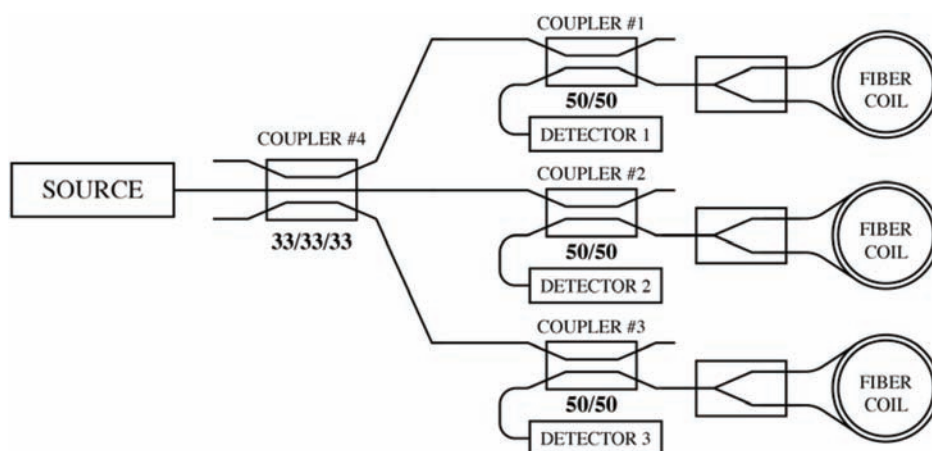 COUPLER #1
FIBER
COIL
50/50
DETECTOR 1
COUPLER #4
SOURCE
33/33/33
COUPLER #2
FIBER
COIL
50/50
DETECTOR 2
COUPLER #3
FIBER
COIL
50/50
DETECTOR 3